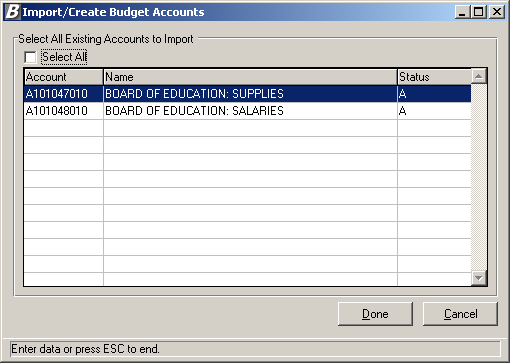 B Import/Create Budget Accounts
Select All Existing Accounts to Import
Select All
Account Name Status
A101047010 BOARD OF EDUCATION: SUPPLIES A
A101048010 BOARD OF EDUCATION: SALARIES A
Done Cancel
Enter data or press ESC to end.